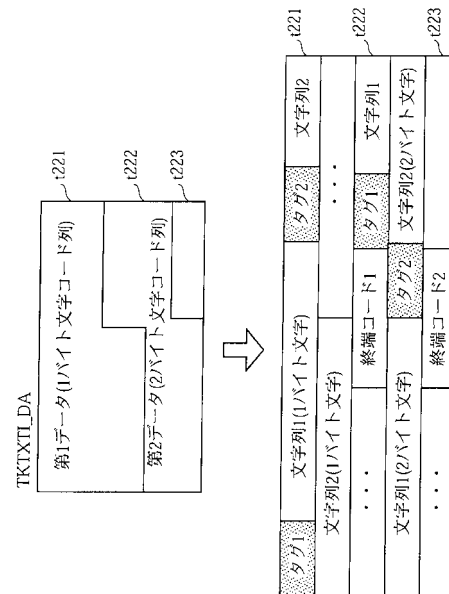 TKTXTI_DA
第1データ(1バイト文字コード列) t221
第2データ(2バイト文字コード列) t222
t223
タグ1 文字列1(1バイト文字) タグ2 文字列2 t221
文字列2(1バイト文字) ・・・
・・・ 終端コード1 タグ1 文字列1 t222
文字列1(2バイト文字) タグ2 文字列2(2バイト文字)
・・・ 終端コード2 t223